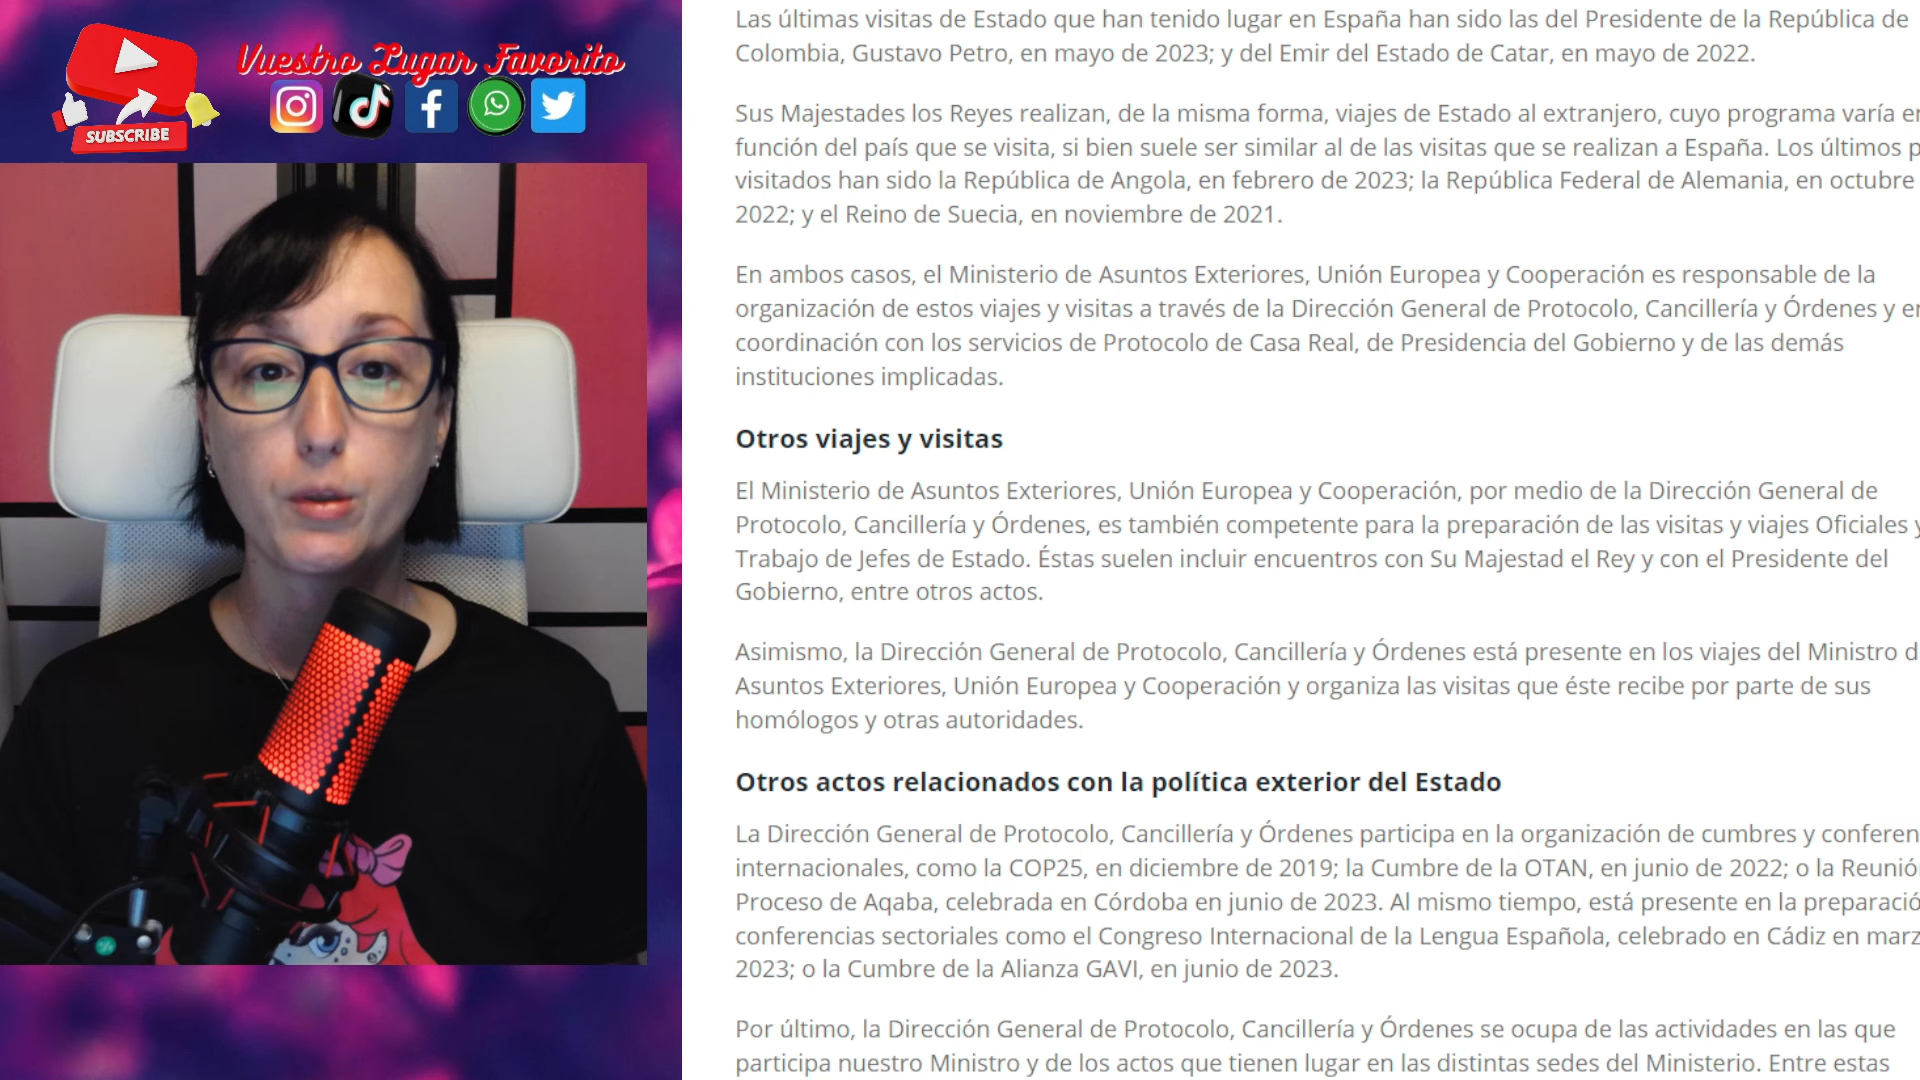 Vuestro Lugar Favorito
SUBSCRIBE
Las últimas visitas de Estado que han tenido lugar en España han sido las del Presidente de la República de
Colombia, Gustavo Petro, en mayo de 2023; y del Emir del Estado de Catar, en mayo de 2022.
Sus Majestades los Reyes realizan, de la misma forma, viajes de Estado al extranjero, cuyo programa varía
función del país que se visita, si bien suele ser similar al de las visitas que se realizan a España. Los últimos
visitados han sido la República de Angola, en febrero de 2023; la República Federal de Alemania, en octubre
2022; y el Reino de Suecia, en noviembre de 2021.
En ambos casos, el Ministerio de Asuntos Exteriores, Unión Europea y Cooperación es responsable de la
organización de estos viajes y visitas a través de la Dirección General de Protocolo, Cancillería y Órdenes y
coordinación con los servicios de Protocolo de Casa Real, de Presidencia del Gobierno y de las demás
instituciones implicadas.
Otros viajes y visitas
El Ministerio de Asuntos Exteriores, Unión Europea y Cooperación, por medio de la Dirección General de
Protocolo, Cancillería y Órdenes, es también competente para la preparación de las visitas y viajes Oficiales y
Trabajo de Jefes de Estado. Éstas suelen incluir encuentros con Su Majestad el Rey y con el Presidente del
Gobierno, entre otros actos.
Asimismo, la Dirección General de Protocolo, Cancillería y Órdenes está presente en los viajes del Ministro
Asuntos Exteriores, Unión Europea y Cooperación y organiza las visitas que éste recibe por parte de sus
homólogos y otras autoridades.
Otros actos relacionados con la política exterior del Estado
La Dirección General de Protocolo, Cancillería y Órdenes participa en la organización de cumbres y conferen
internacionales, como la COP25, en diciembre de 2019; la Cumbre de la OTAN, en junio de 2022; o la Reunió
Proceso de Aqaba, celebrada en Córdoba en junio de 2023. Al mismo tiempo, está presente en la preparació
conferencias sectoriales como el Congreso Internacional de la Lengua Española, celebrado en Cádiz en marz
2023; o la Cumbre de la Alianza GAVI, en junio de 2023.
Por último, la Dirección General de Protocolo, Cancillería y Órdenes se ocupa de las actividades en las que
participa nuestro Ministro y de los actos que tienen lugar en las distintas sedes del Ministerio. Entre estas